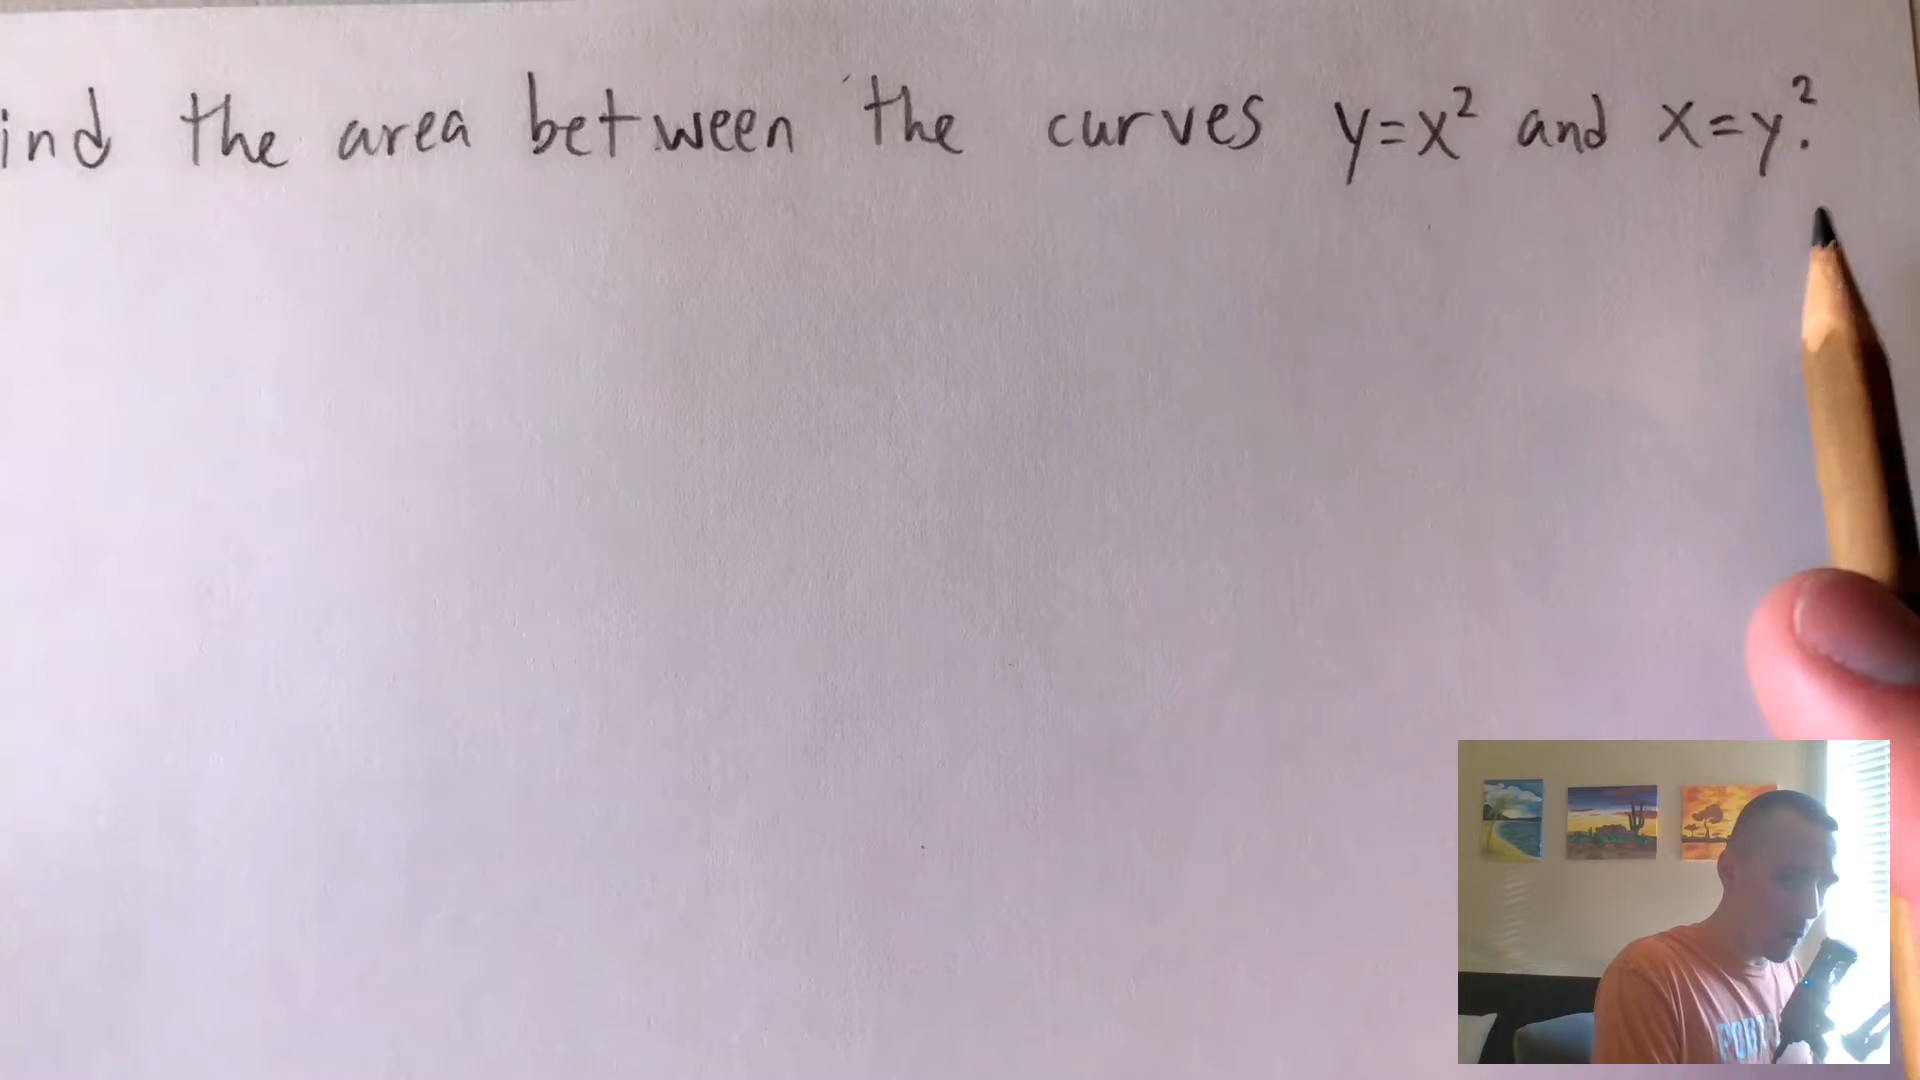 ind the area between the curves y=x² and x=y².